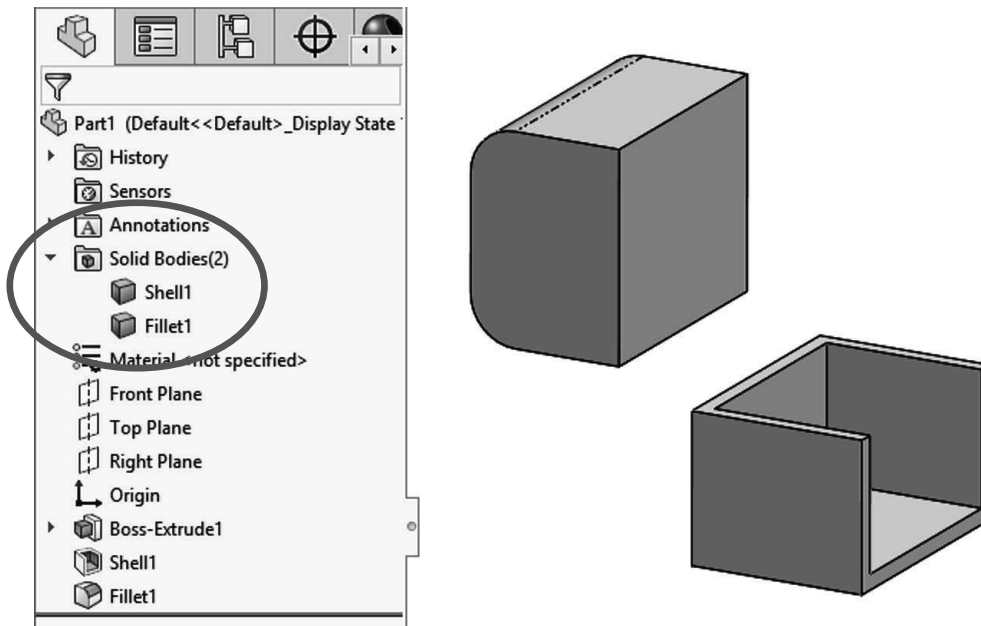 Part1 (Default<<Default>_Display State
History
Sensors
A Annotations
Solid Bodies(2)
Shell1
Fillet1
Material <not specified>
Front Plane
Top Plane
Right Plane
Origin
Boss-Extrude1
Shell1
Fillet1